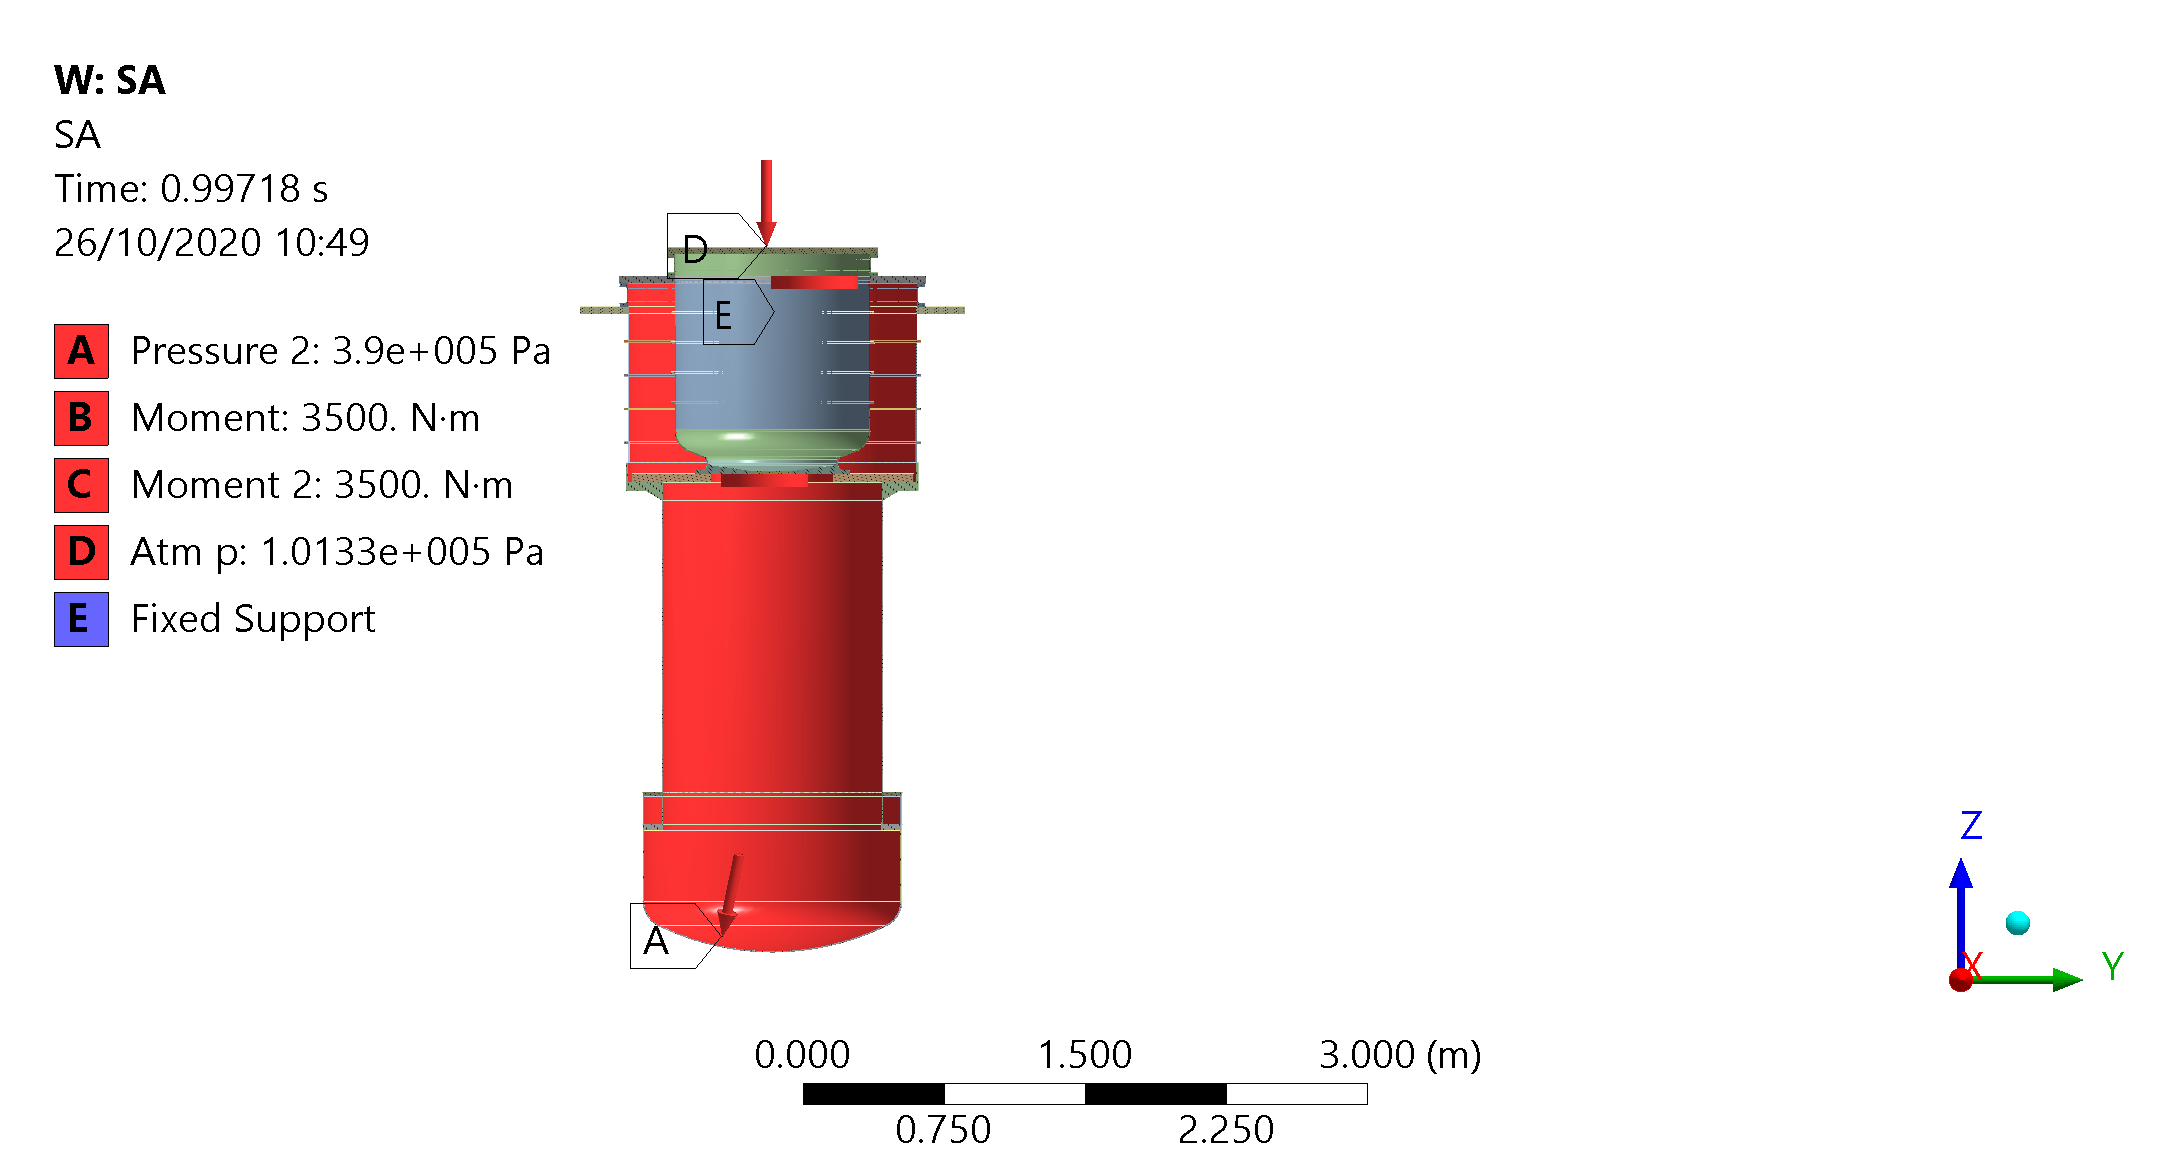 W: SA
SA
Time: 0.99718 s
26/10/2020 10:49
A Pressure 2: 3.9e+005 Pa
B Moment: 3500. N·m
C Moment 2: 3500. N·m
D Atm p: 1.0133e+005 Pa
E Fixed Support
D
E
A
Z
X
Y
0.000 1.500 3.000 (m)
0.750 2.250